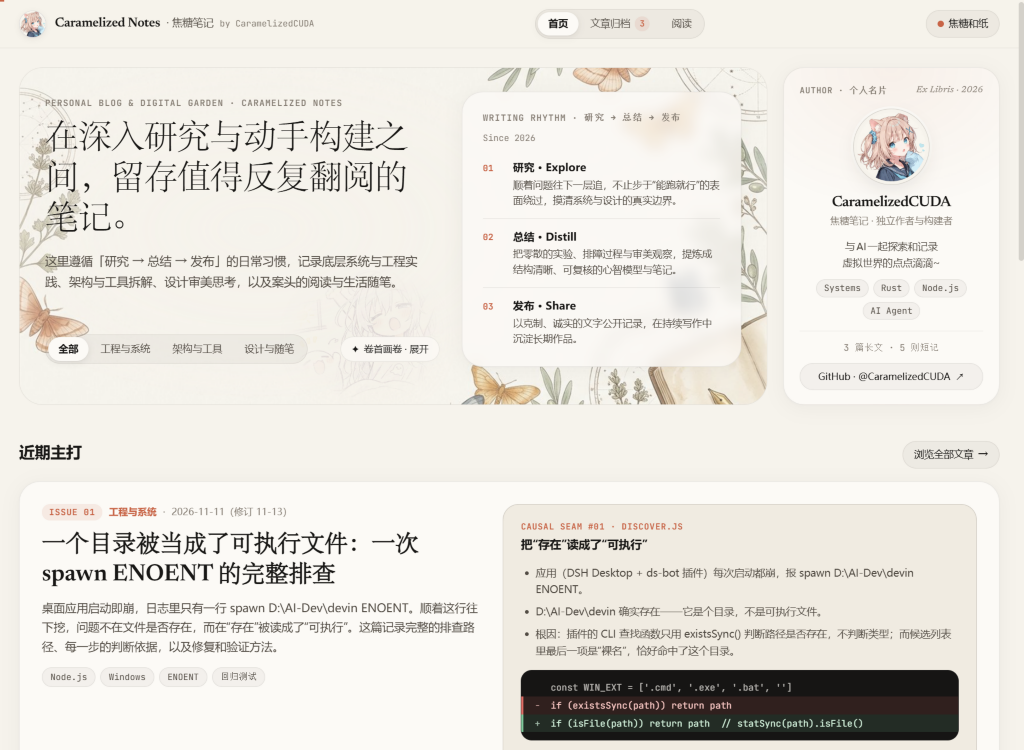 Caramelized Notes · 焦糖笔记 by CaramelizedCUDA
首页 文章归档 3 阅读
焦糖和纸
PERSONAL BLOG & DIGITAL GARDEN · CARAMELIZED NOTES
在深入研究与动手构建之
间，留存值得反复翻阅的
笔记。
这里遵循「研究 → 总结 → 发布」的日常习惯，记录底层系统与工程实
践、架构与工具拆解、设计审美思考，以及案头的阅读与生活随笔。
全部 工程与系统 架构与工具 设计与随笔
✦ 卷首画卷 · 展开
WRITING RHYTHM · 研究 → 总结 → 发布
Since 2026
01 研究 • Explore
顺着问题往下一层追，不止步于“能跑就行”的表
面绕过，摸清系统与设计的真实边界。
02 总结 • Distill
把零散的实验、排障过程与审美观察，提炼成
结构清晰、可复核的心智模型与笔记。
03 发布 • Share
以克制、诚实的文字公开记录，在持续写作中
沉淀长期作品。
AUTHOR · 个人名片 Ex Libris · 2026
CaramelizedCUDA
焦糖笔记 · 独立作者与构建者
与AI一起探索和记录
虚拟世界的点点滴滴~
Systems Rust Node.js
AI Agent
3 篇长文 · 5 则短记
GitHub · @CaramelizedCUDA ↗
近期主打
浏览全部文章 →
ISSUE 01 工程与系统 · 2026-11-11 (修订 11-13)
一个目录被当成了可执行文件：一次
spawn ENOENT 的完整排查
桌面应用启动即崩，日志里只有一行 spawn D:\AI-Dev\devin ENOENT。顺着这行往
下挖，问题不在文件是否存在，而在“存在”被读成了“可执行”。这篇记录完整的排查路
径、每一步的判断依据，以及修复和验证方法。
Node.js Windows ENOENT 回归测试
CAUSAL SEAM #01 · DISCOVER.JS
把“存在”读成了“可执行”
• 应用（DSH Desktop + ds-bot 插件）每次启动都崩，报 spawn D:\AI-Dev\devin
ENOENT。
• D:\AI-Dev\devin 确实存在——它是个目录，不是可执行文件。
• 根因：插件的 CLI 查找函数只用 existsSync() 判断路径是否存在，不判断类型；而候选列表
里最后一项是“裸名”，恰好命中了这个目录。
const WIN_EXT = ['.cmd', '.exe', '.bat', '']
- if (existsSync(path)) return path
+ if (isFile(path)) return path // statSync(path).isFile()